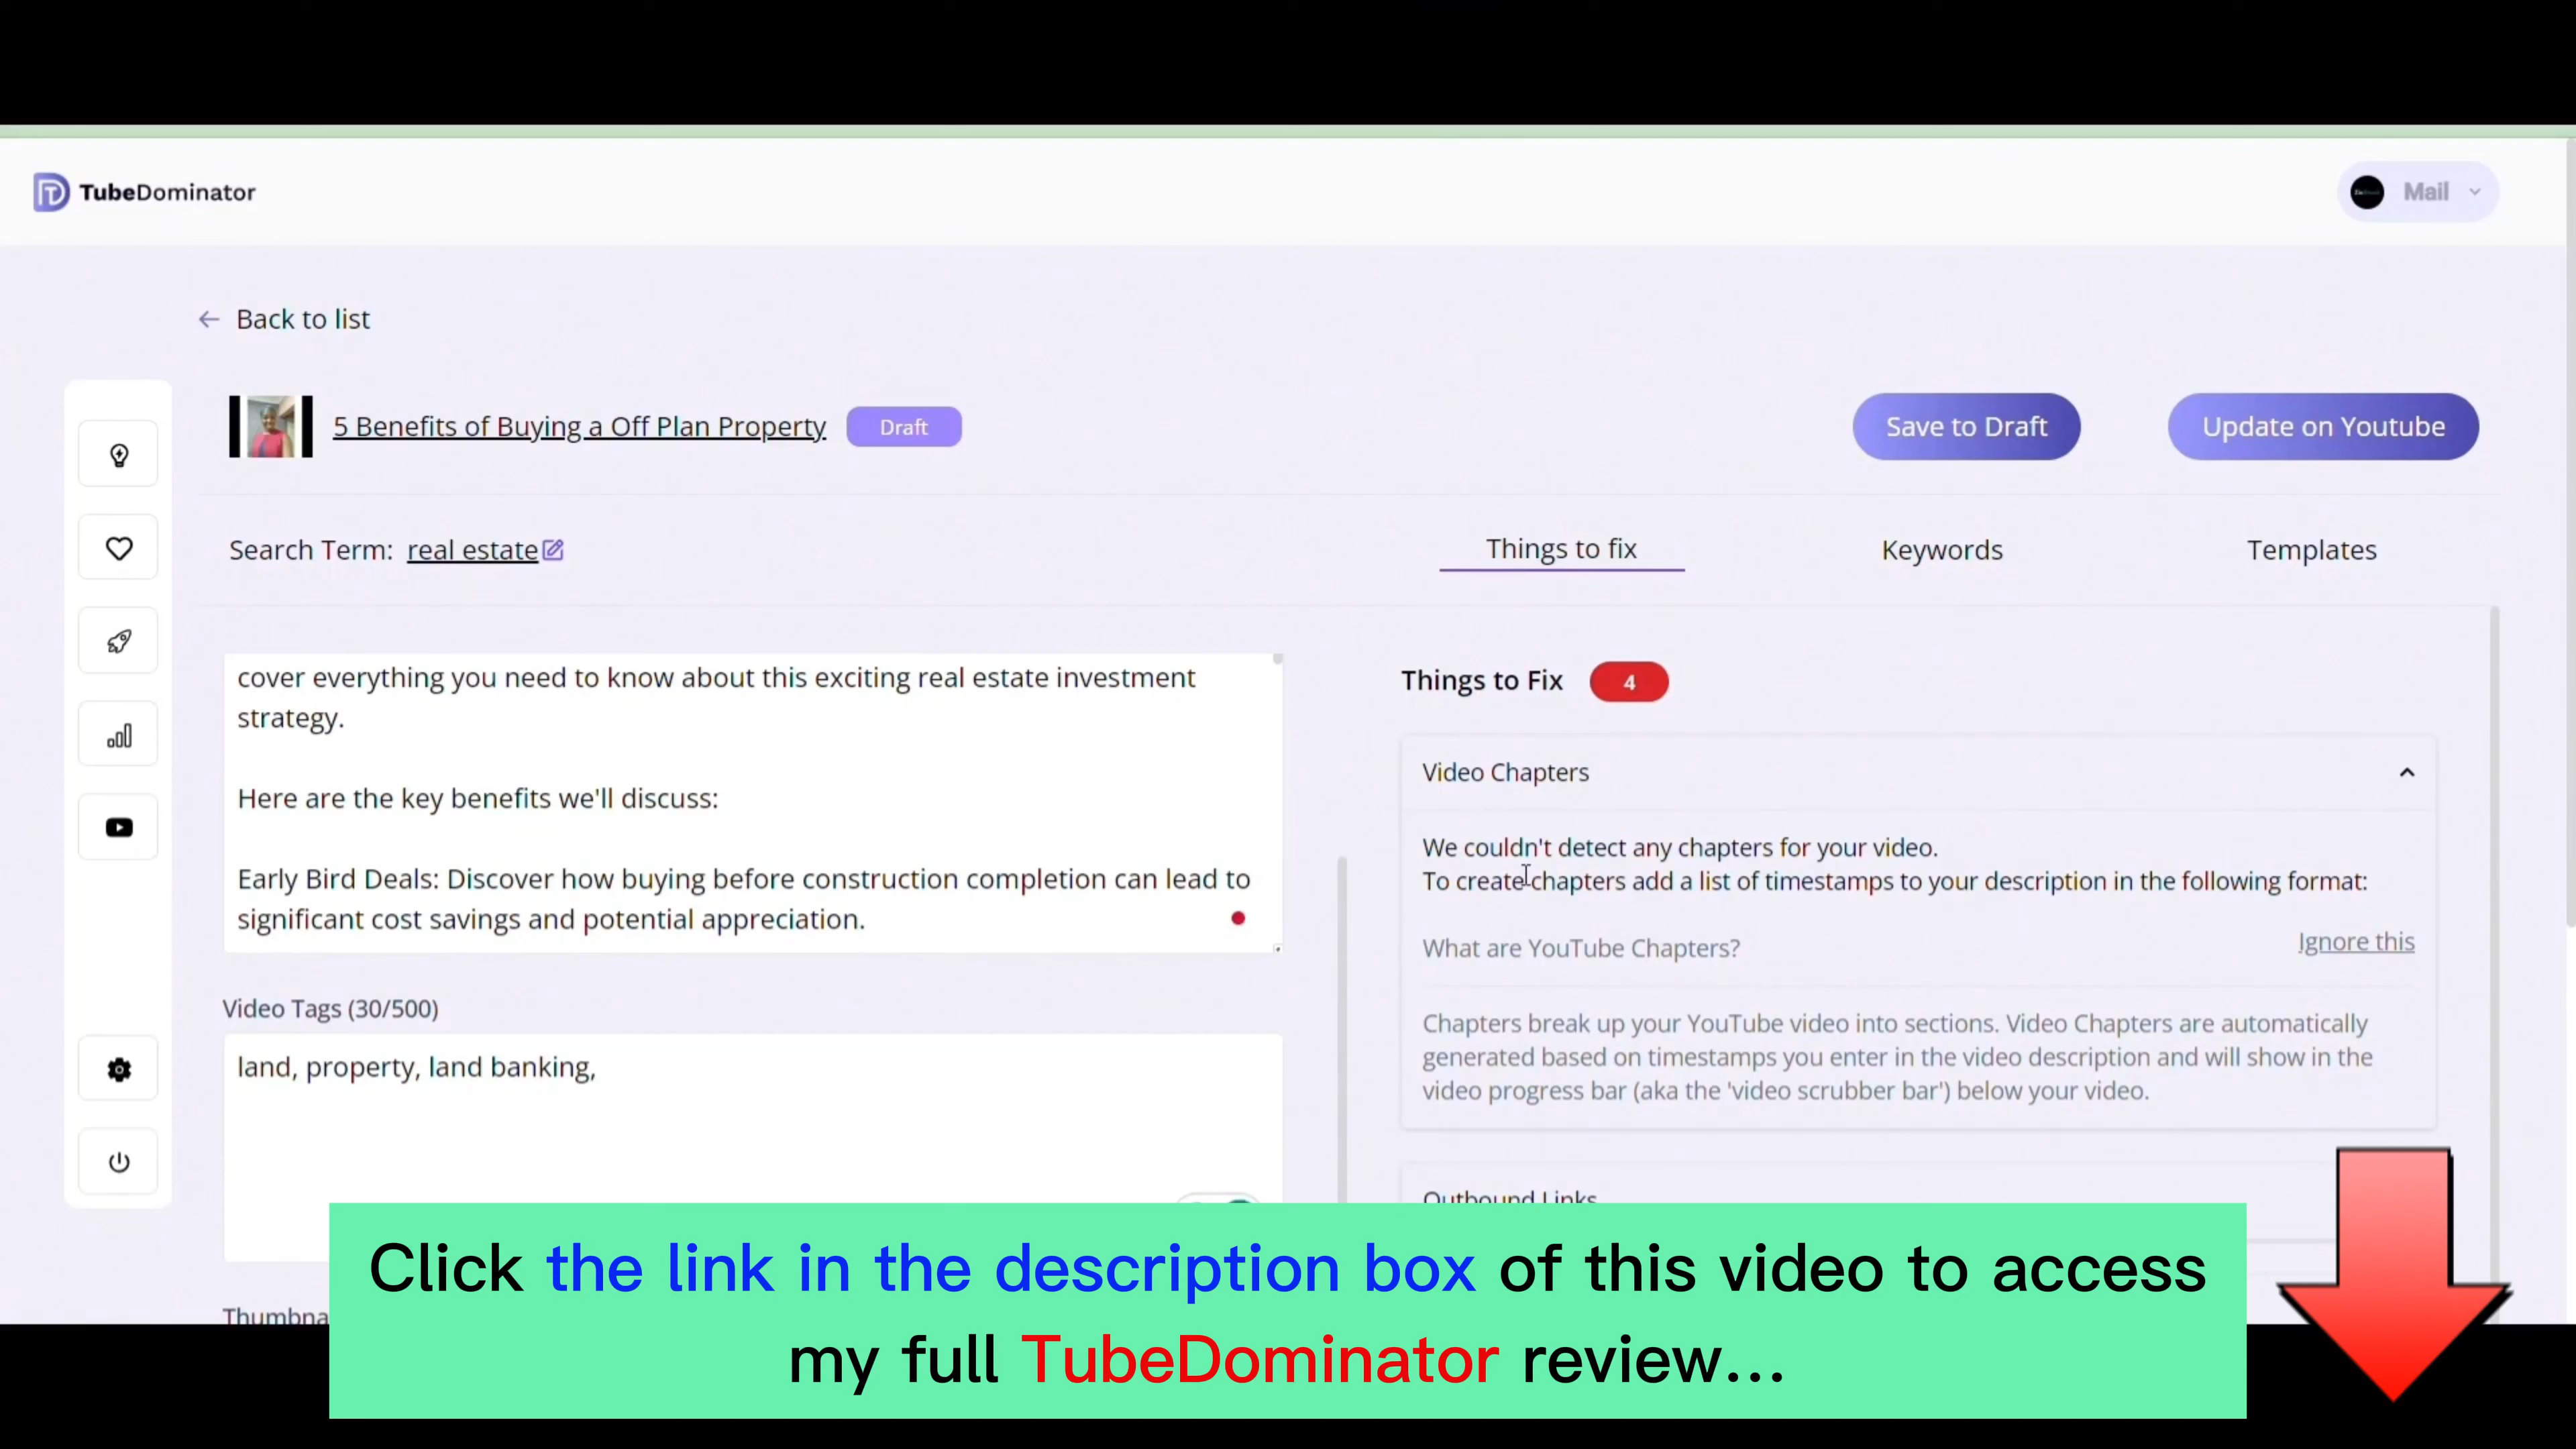 TubeDominator
Mail
Back to list
5 Benefits of Buying a Off Plan Property
Draft
Save to Draft
Update on Youtube
Search Term: real estate
Things to fix
Keywords
Templates
cover everything you need to know about this exciting real estate investment
strategy.
Here are the key benefits we'll discuss:
Early Bird Deals: Discover how buying before construction completion can lead to
significant cost savings and potential appreciation.
Video Tags (30/500)
land, property, land banking,
Thumbna
Things to Fix 4
Video Chapters
We couldn't detect any chapters for your video.
To create chapters add a list of timestamps to your description in the following format:
What are YouTube Chapters?
Ignore this
Chapters break up your YouTube video into sections. Video Chapters are automatically
generated based on timestamps you enter in the video description and will show in the
video progress bar (aka the 'video scrubber bar') below your video.
Outbound Links
Click the link in the description box of this video to access
my full TubeDominator review...